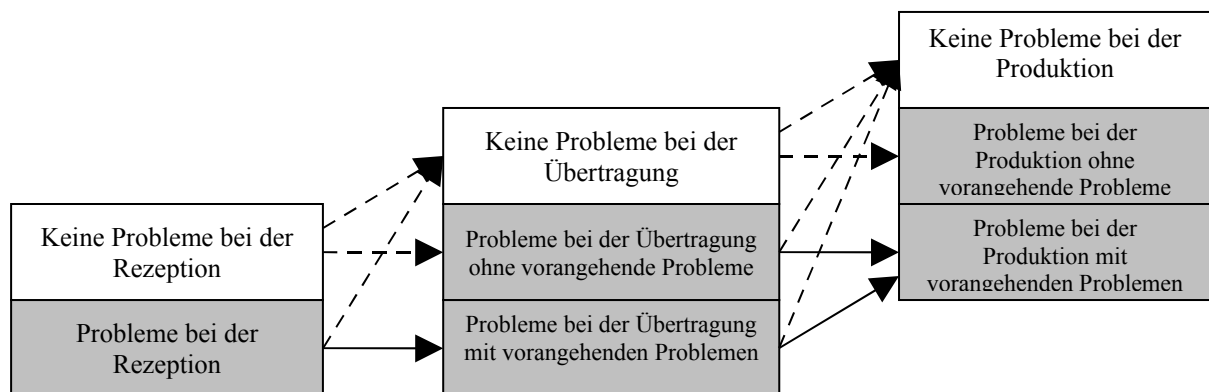 Keine Probleme bei der
Rezeption
Probleme bei der
Rezeption
Keine Probleme bei der
Übertragung
Probleme bei der Übertragung
ohne vorangehende Probleme
Probleme bei der Übertragung
mit vorangehenden Problemen
Keine Probleme bei der
Produktion
Probleme bei der
Produktion ohne
vorangehende Probleme
Probleme bei der
Produktion mit
vorangehenden Problemen